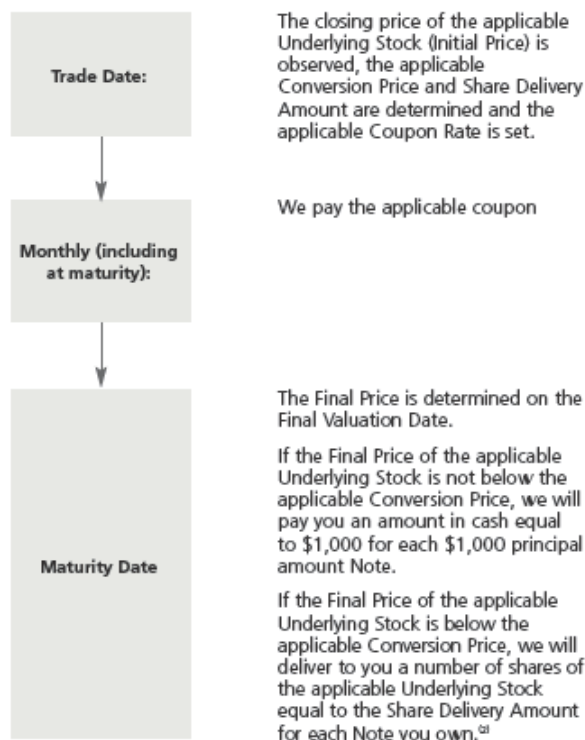 Trade Date:
The closing price of the applicable
Underlying Stock (Initial Price) is
observed, the applicable
Conversion Price and Share Delivery
Amount are determined and the
applicable Coupon Rate is set.
Monthly (including
at maturity):
We pay the applicable coupon
Maturity Date
The Final Price is determined on the
Final Valuation Date.
If the Final Price of the applicable
Underlying Stock is not below the
applicable Conversion Price, we will
pay you an amount in cash equal
to $1,000 for each $1,000 principal
amount Note.
If the Final Price of the applicable
Underlying Stock is below the
applicable Conversion Price, we will
deliver to you a number of shares of
the applicable Underlying Stock
equal to the Share Delivery Amount
for each Note you own.